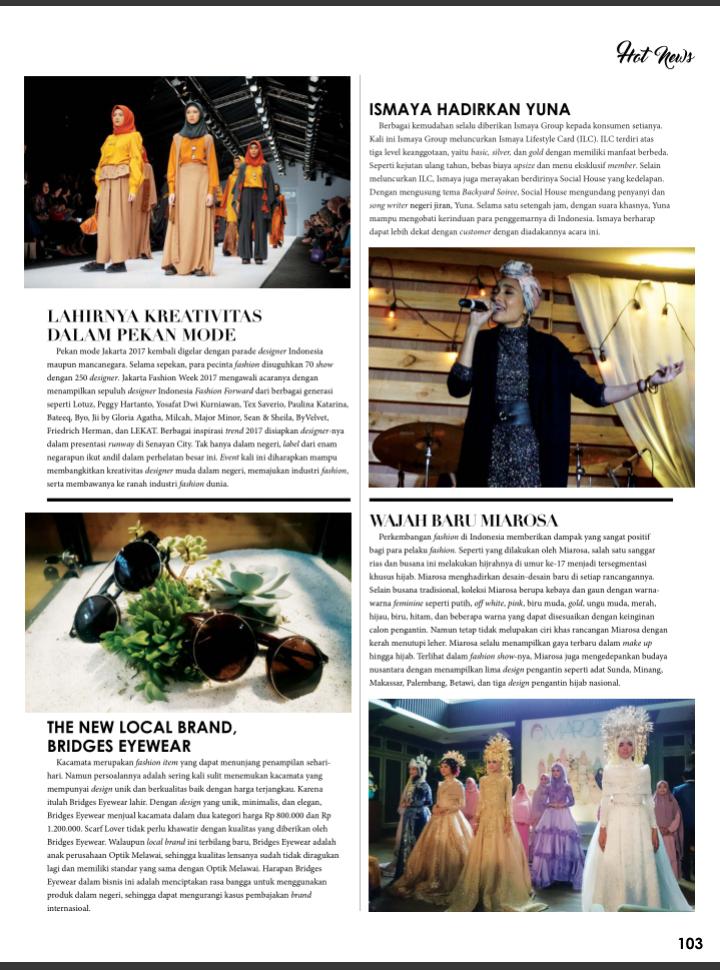 Hot News
LAHIRNYA KREATIVITAS
DALAM PEKAN MODE
Pekan mode Jakarta 2017 kembali digelar dengan parade designer Indonesia
maupun mancanegara. Selama sepekan, para pecinta fashion disuguhkan 70 show
dengan 250 designer. Jakarta Fashion Week 2017 mengawali acaranya dengan
menampilkan sepuluh designer Indonesia Fashion Forward dari berbagai generasi
seperti Lotuz, Peggy Hartanto, Yosafat Dwi Kurniawan, Tex Saverio, Paulina Katarina,
Bateeq, Byo, Jii by Gloria Agatha, Milcah, Major Minor, Sean & Sheila, ByVelvet,
Friedrich Herman, dan LEKAT. Berbagai inspirasi trend 2017 disiapkan designer-nya
dalam presentasi runway di Senayan City. Tak hanya dalam negeri, label dari enam
negarapun ikut andil dalam perhelatan besar ini. Event kali ini diharapkan mampu
membangkitkan kreativitas designer muda dalam negeri, memajukan industri fashion,
serta membawanya ke ranah industri fashion dunia.
THE NEW LOCAL BRAND,
BRIDGES EYEWEAR
Kacamata merupakan fashion item yang dapat menunjang penampilan sehari-
hari. Namun persoalannya adalah sering kali sulit menemukan kacamata yang
mempunyai design unik dan berkualitas baik dengan harga terjangkau. Karena
itulah Bridges Eyewear lahir. Dengan design yang unik, minimalis, dan elegan,
Bridges Eyewear menjual kacamata dalam dua kategori harga Rp 800.000 dan Rp
1.200.000. Scarf Lover tidak perlu khawatir dengan kualitas yang diberikan oleh
Bridges Eyewear. Walaupun local brand ini terbilang baru, Bridges Eyewear adalah
anak perusahaan Optik Melawai, sehingga kualitas lensanya sudah tidak diragukan
lagi dan memiliki standar yang sama dengan Optik Melawai. Harapan Bridges
Eyewear dalam bisnis ini adalah menciptakan rasa bangga untuk menggunakan
produk dalam negeri, sehingga dapat mengurangi kasus pembajakan brand
internasioal.
ISMAYA HADIRKAN YUNA
Berbagai kemudahan selalu diberikan Ismaya Group kepada konsumen setianya.
Kali ini Ismaya Group meluncurkan Ismaya Lifestyle Card (ILC). ILC terdiri atas
tiga level keanggotaan, yaitu basic, silver, dan gold dengan memiliki manfaat berbeda.
Seperti kejutan ulang tahun, bebas biaya upsize dan menu eksklusif member. Selain
meluncurkan ILC, Ismaya juga merayakan berdirinya Social House yang kedelapan.
Dengan mengusung tema Backyard Soiree, Social House mengundang penyanyi dan
song writer negeri jiran, Yuna. Selama satu setengah jam, dengan suara khasnya, Yuna
mampu mengobati kerinduan para penggemarnya di Indonesia. Ismaya berharap
dapat lebih dekat dengan customer dengan diadakannya acara ini.
WAJAH BARU MIAROSA
Perkembangan fashion di Indonesia memberikan dampak yang sangat positif
bagi para pelaku fashion. Seperti yang dilakukan oleh Miarosa, salah satu sanggar
rias dan busana ini melakukan hijrahnya di umur ke-17 menjadi tersegmentasi
khusus hijab. Miarosa menghadirkan desain-desain baru di setiap rancangannya.
Selain busana tradisional, koleksi Miarosa berupa kebaya dan gaun dengan warna-
warna feminine seperti putih, off white, pink, biru muda, gold, ungu muda, merah,
hijau, biru, hitam, dan beberapa warna yang dapat disesuaikan dengan keinginan
calon pengantin. Namun tetap tidak melupakan ciri khas rancangan Miarosa dengan
kerah menutupi leher. Miarosa selalu menampilkan gaya terbaru dalam make up
hingga hijab. Terlihat dalam fashion show-nya, Miarosa juga mengedepankan budaya
nusantara dengan menampilkan lima design pengantin seperti adat Sunda, Minang,
Makassar, Palembang, Betawi, dan tiga design pengantin hijab nasional.
103